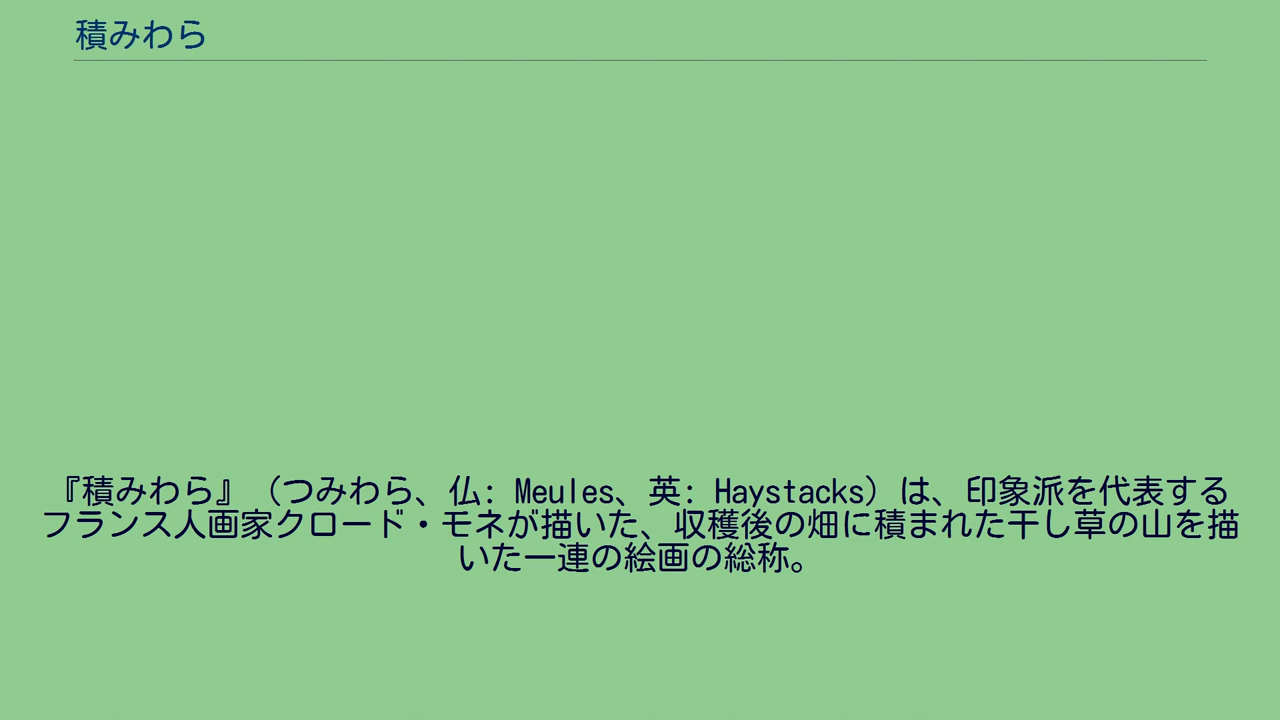 積みわら
『積みわら』（つみわら、仏: Meules、英: Haystacks）は、印象派を代表する
フランス人画家クロード・モネが描いた、収穫後の畑に積まれた干し草の山を描
いた一連の絵画の総称。